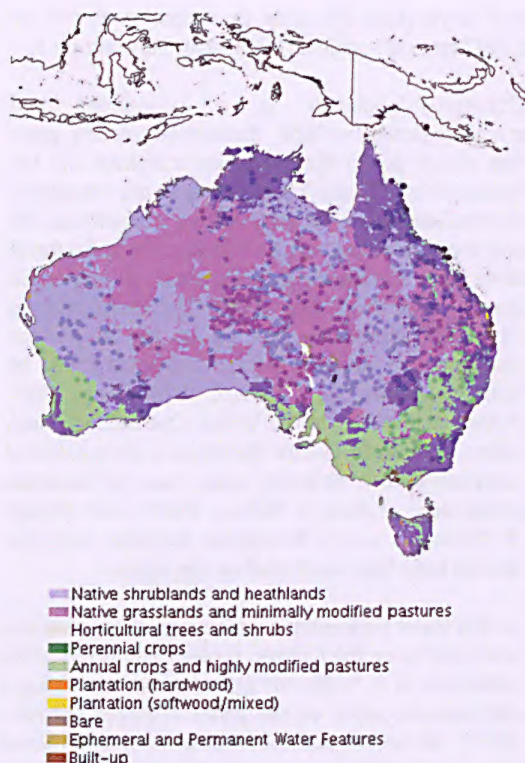 Native shrublands and heathlands
Native grasslands and minimally modified pastures
Horticultural trees and shrubs
Perennial crops
Annual crops and highly modified pastures
Plantation (hardwood)
Plantation (softwood/mixed)
Bare
Ephemeral and Permanent Water Features
Built-up